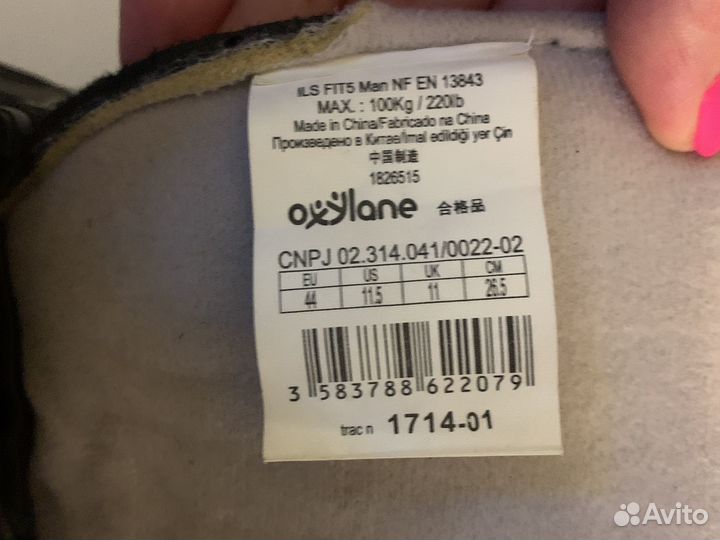 ILS FIT5 Man NF EN 13843
MAX. : 100Kg / 220lb
Made in China/Fabricado na China
Произведено в Китае/Imal edildiği yer Çin
中国制造
1826515
oxylane 合格品
CNPJ 02.314.041/0022-02
EU US UK CM
44 11.5 11 26.5
3 583788 622079
trac n 1714-01
Avito